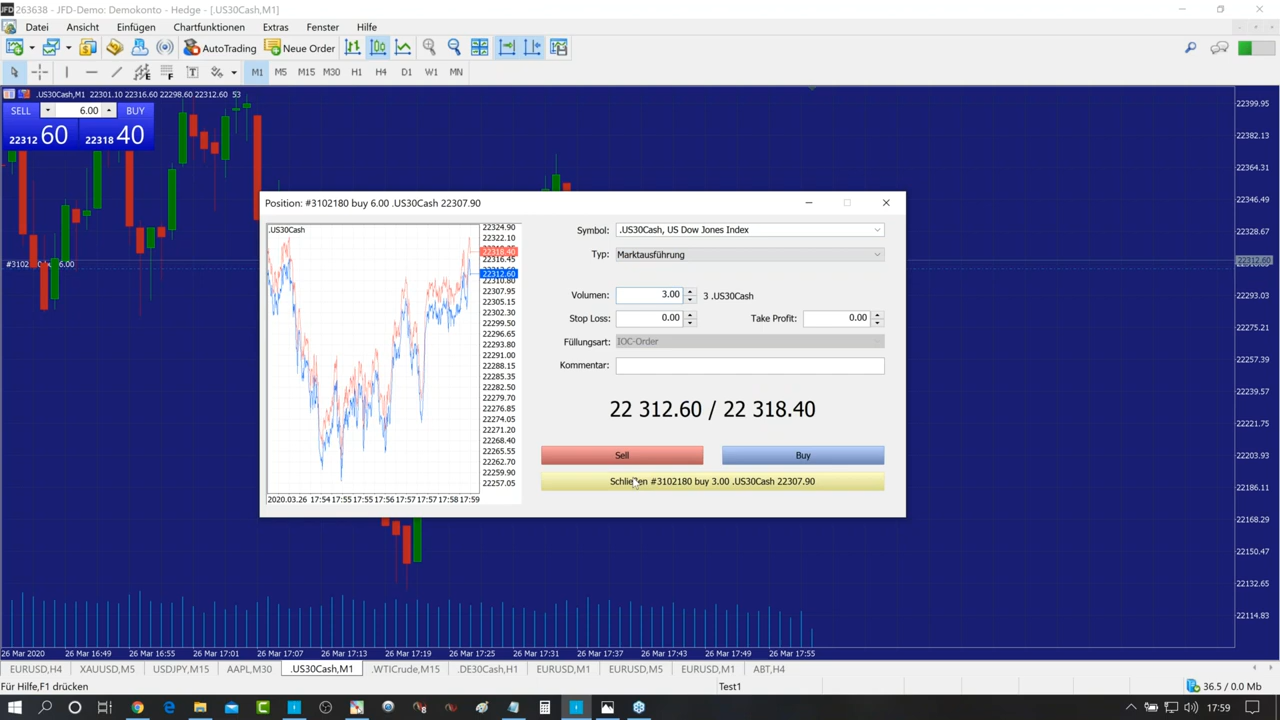 263638 - JFD-Demo: Demokonto - Hedge - [.US30Cash,M1]
Datei Ansicht Einfügen Chartfunktionen Extras Fenster Hilfe
AutoTrading Neue Order
M1 M5 M15 M30 H1 H4 D1 W1 MN
.US30Cash,M1 22301.10 22316.60 22298.60 22312.60 53
SELL 6.00 BUY
22312 60 22318 40
Position: #3102180 buy 6.00 .US30Cash 22307.90
.US30Cash
22324.90
22322.10
22318.40
22316.45
22312.60
22310.80
22307.95
22305.15
22302.30
22299.50
22296.65
22293.80
22291.00
22288.15
22285.35
22282.50
22279.70
22276.85
22274.05
22271.20
22268.40
22265.55
22262.70
22259.90
22257.05
2020.03.26 17:54 17:55 17:55 17:56 17:57 17:57 17:58 17:59
Symbol: .US30Cash, US Dow Jones Index
Typ: Marktausführung
Volumen: 3.00 3 .US30Cash
Stop Loss: 0.00 Take Profit: 0.00
Füllungsart: IOC-Order
Kommentar:
22 312.60 / 22 318.40
Sell Buy
Schließen #3102180 buy 3.00 .US30Cash 22307.90
22399.95
22382.13
22364.31
22346.49
22328.67
22312.60
22293.03
22275.21
22257.39
22239.57
22221.75
22203.93
22186.11
22168.29
22150.47
22132.65
22114.83
26 Mar 2020 26 Mar 16:49 26 Mar 16:55 26 Mar 17:01 26 Mar 17:07 26 Mar 17:13 26 Mar 17:19 26 Mar 17:25 26 Mar 17:31 26 Mar 17:37 26 Mar 17:43 26 Mar 17:49 26 Mar 17:55
EURUSD,H4 XAUUSD,M5 USDJPY,M15 AAPL,M30 .US30Cash,M1 .WTICrude,M15 .DE30Cash,H1 EURUSD,M1 EURUSD,M5 EURUSD,M1 ABT,H4
Für Hilfe,F1 drücken Test1 36.5 / 0.0 Mb
17:59